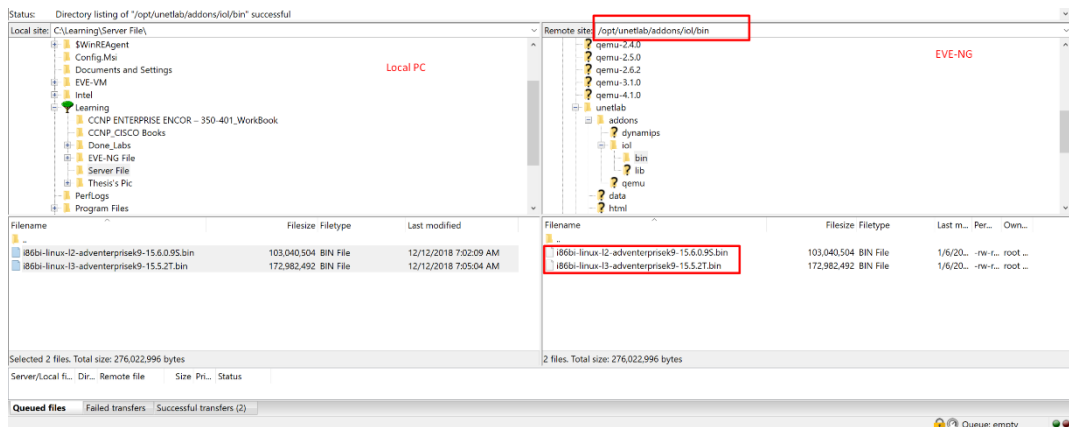 Status: Directory listing of "/opt/unetlab/addons/iol/bin" successful
Local site: C:\Learning\Server File\
$WinREAgent
Config.Msi
Documents and Settings
EVE-VM
Intel
Learning
CCNP ENTERPRISE ENCOR – 350-401_WorkBook
CCNP_CISCO Books
Done_Labs
EVE-NG File
Server File
Thesis's Pic
PerfLogs
Program Files
Local PC
Remote site: /opt/unetlab/addons/iol/bin
qemu-2.4.0
qemu-2.5.0
qemu-2.6.2
qemu-3.1.0
qemu-4.1.0
unetlab
addons
dynamips
iol
bin
lib
qemu
data
html
EVE-NG
Filename Filesize Filetype Last modified
..
i86bi-linux-l2-adventerprisek9-15.6.0.9S.bin 103,040,504 BIN File 12/12/2018 7:02:09 AM
i86bi-linux-l3-adventerprisek9-15.5.2T.bin 172,982,492 BIN File 12/12/2018 7:05:04 AM
Selected 2 files. Total size: 276,022,996 bytes
Filename Filesize Filetype Last m... Per... Own...
..
i86bi-linux-l2-adventerprisek9-15.6.0.9S.bin 103,040,504 BIN File 1/6/20... -rw-r... root ...
i86bi-linux-l3-adventerprisek9-15.5.2T.bin 172,982,492 BIN File 1/6/20... -rw-r... root ...
2 files. Total size: 276,022,996 bytes
Server/Local fi... Dir... Remote file Size Pri... Status
Queued files Failed transfers Successful transfers (2)
Queue: empty